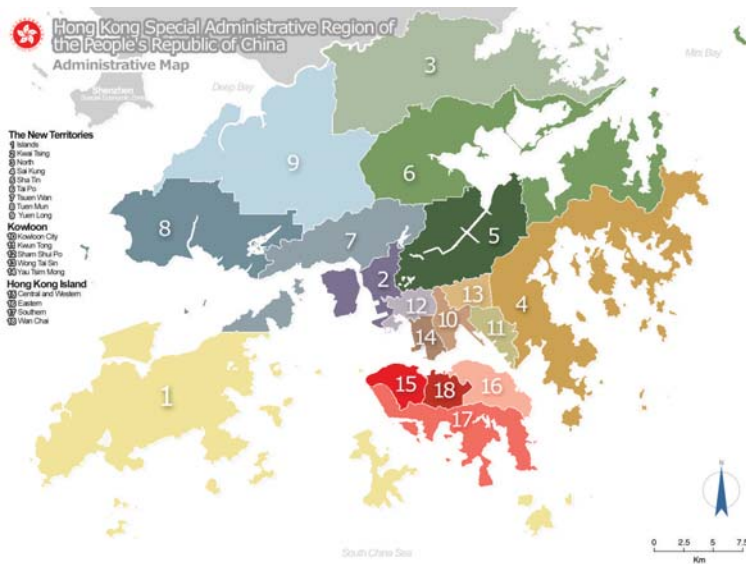 Hong Kong Special Administrative Region of
the People's Republic of China
Administrative Map
Deep Bay
Mirs Bay
Shenzhen
Special Economic Zone
The New Territories
1 Islands
2 Kwai Tsing
3 North
4 Sai Kung
5 Sha Tin
6 Tai Po
7 Tsuen Wan
8 Tuen Mun
9 Yuen Long
Kowloon
10 Kowloon City
11 Kwun Tong
12 Sham Shui Po
13 Wong Tai Sin
14 Yau Tsim Mong
Hong Kong Island
15 Central and Western
16 Eastern
17 Southern
18 Wan Chai
3
9
6
8
7
5
2
4
12
13
10
11
14
1
15
18
16
17
South China Sea
N
0 2.5 5 7.5
Km